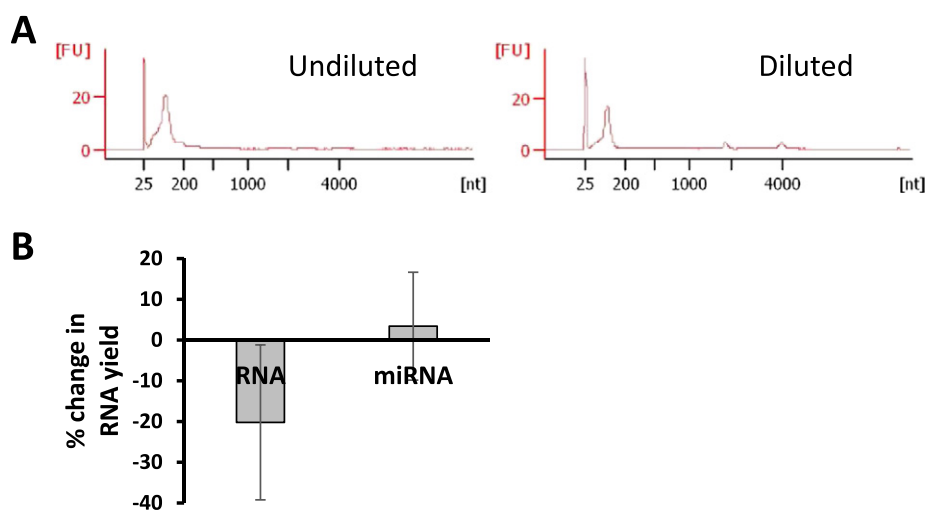 A
[FU]
Undiluted
20
0
25 200 1000 4000 [nt]
[FU]
Diluted
20
0
25 200 1000 4000 [nt]
B
% change in
RNA yield
20
10
0
-10
-20
-30
-40
RNA
miRNA